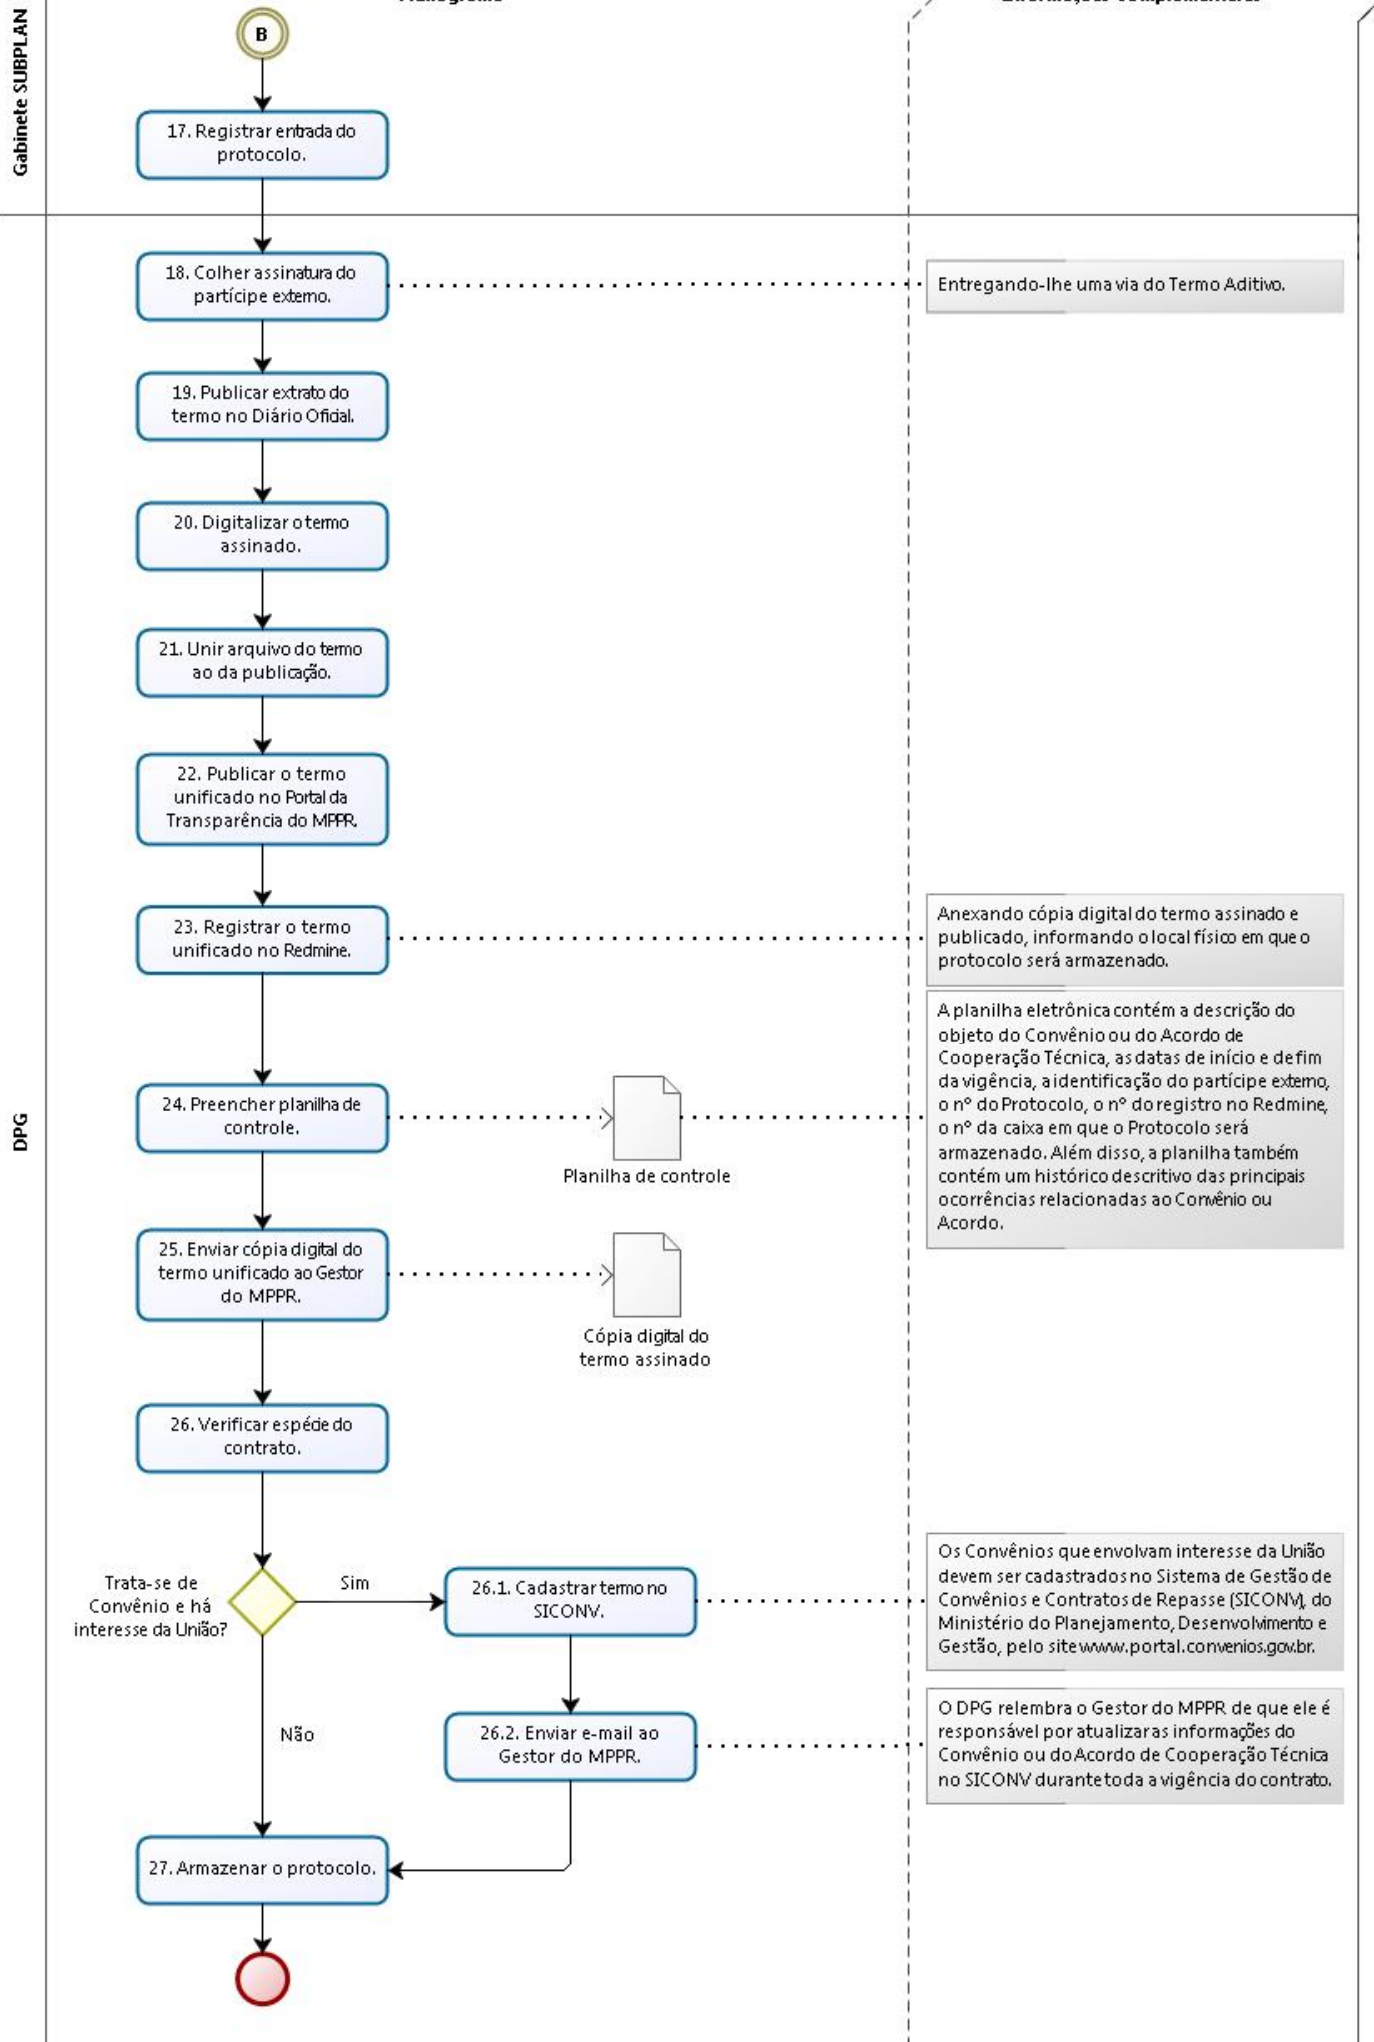 Gabinete SUBPLAN
B
17. Registrar entrada do
protocolo.
DPG
18. Colher assinatura do
partícipe externo.
Entregando-lhe uma via do Termo Aditivo.
19. Publicar extrato do
termo no Diário Oficial.
20. Digitalizar o termo
assinado.
21. Unir arquivo do termo
ao da publicação.
22. Publicar o termo
unificado no Portal da
Transparência do MPPR.
23. Registrar o termo
unificado no Redmine.
Anexando cópia digital do termo assinado e
publicado, informando o local físico em que o
protocolo será armazenado.
24. Preencher planilha de
controle.
Planilha de controle
A planilha eletrônica contém a descrição do
objeto do Convênio ou do Acordo de
Cooperação Técnica, as datas de início e de fim
da vigência, a identificação do partícipe externo,
o nº do Protocolo, o nº do registro no Redmine,
o nº da caixa em que o Protocolo será
armazenado. Além disso, a planilha também
contém um histórico descritivo das principais
ocorrências relacionadas ao Convênio ou
Acordo.
25. Enviar cópia digital do
termo unificado ao Gestor
do MPPR.
Cópia digital do
termo assinado
26. Verificar espécie do
contrato.
Trata-se de
Convênio e há
interesse da União?
Sim
26.1. Cadastrar termo no
SICONV.
Os Convênios que envolvam interesse da União
devem ser cadastrados no Sistema de Gestão de
Convênios e Contratos de Repasse (SICONV), do
Ministério do Planejamento, Desenvolvimento e
Gestão, pelo site www.portal.convenios.gov.br.
26.2. Enviar e-mail ao
Gestor do MPPR.
O DPG relembra o Gestor do MPPR de que ele é
responsável por atualizar as informações do
Convênio ou do Acordo de Cooperação Técnica
no SICONV durante toda a vigência do contrato.
Não
27. Armazenar o protocolo.